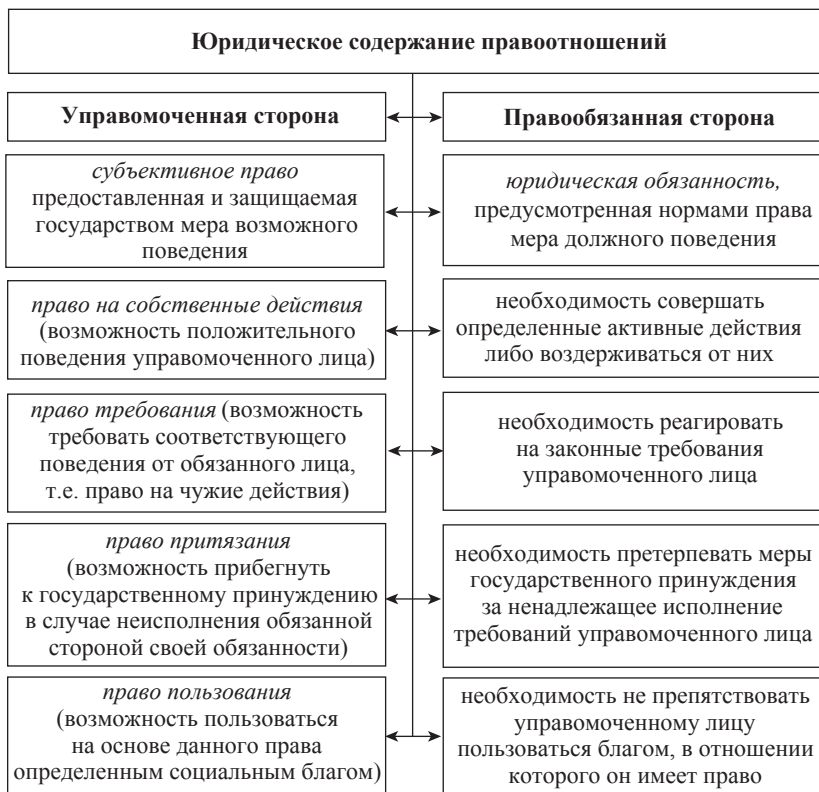 Юридическое содержание правоотношений
Управомоченная сторона
Правообязанная сторона
субъективное право
предоставленная и защищаемая
государством мера возможного
поведения
юридическая обязанность,
предусмотренная нормами права
мера должного поведения
право на собственные действия
(возможность положительного
поведения управомоченного лица)
необходимость совершать
определенные активные действия
либо воздерживаться от них
право требования (возможность
требовать соответствующего
поведения от обязанного лица,
т.е. право на чужие действия)
необходимость реагировать
на законные требования
управомоченного лица
право притязания
(возможность прибегнуть
к государственному принуждению
в случае неисполнения обязанной
стороной своей обязанности)
необходимость претерпевать меры
государственного принуждения
за ненадлежащее исполнение
требований управомоченного лица
право пользования
(возможность пользоваться
на основе данного права
определенным социальным благом)
необходимость не препятствовать
управомоченному лицу
пользоваться благом, в отношении
которого он имеет право